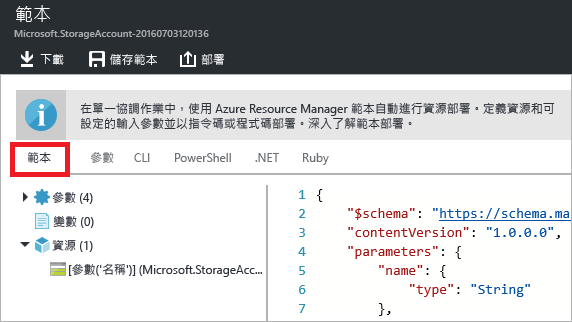 範本
Microsoft.StorageAccount-20160703120136
下載 儲存範本 部署
在單一協調作業中，使用 Azure Resource Manager 範本自動進行資源部署。定義資源和可
設定的輸入參數並以指令碼或程式碼部署。深入了解範本部署。
範本 參數 CLI PowerShell .NET Ruby
參數 (4)
變數 (0)
資源 (1)
[參數('名稱')] (Microsoft.StorageAcc...
1 {
2 "$schema": "https://schema.ma
3 "contentVersion": "1.0.0.0",
4 "parameters": {
5 "name": {
6 "type": "String"
7 },